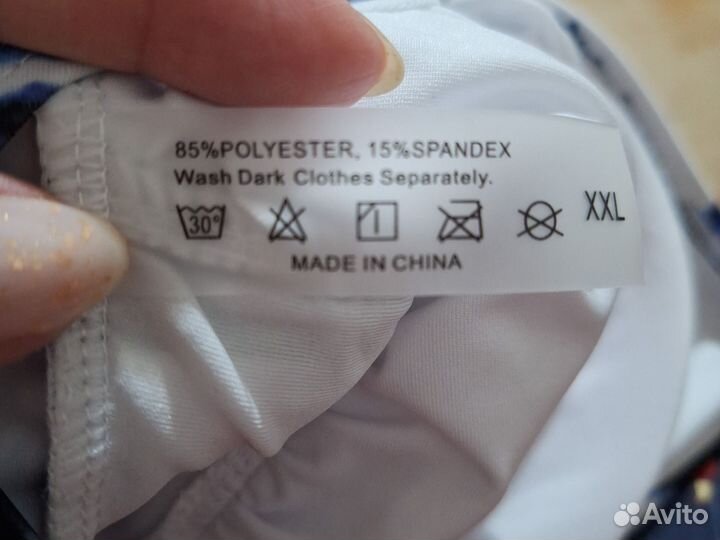 85%POLYESTER, 15%SPANDEX
Wash Dark Clothes Separately.
30°
XXL
MADE IN CHINA
Avito